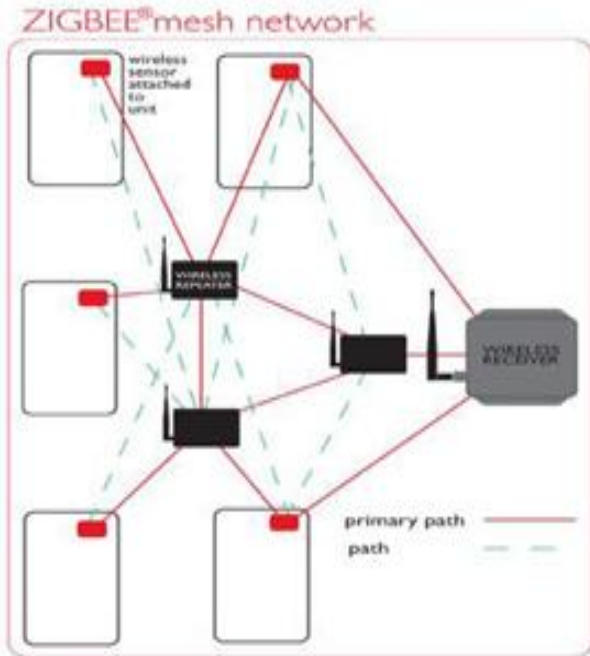 ZIGBEE® mesh network
wireless
sensor
attached
to
unit
WIRELESS
REPEATER
WIRELESS
RECEIVER
primary path
path